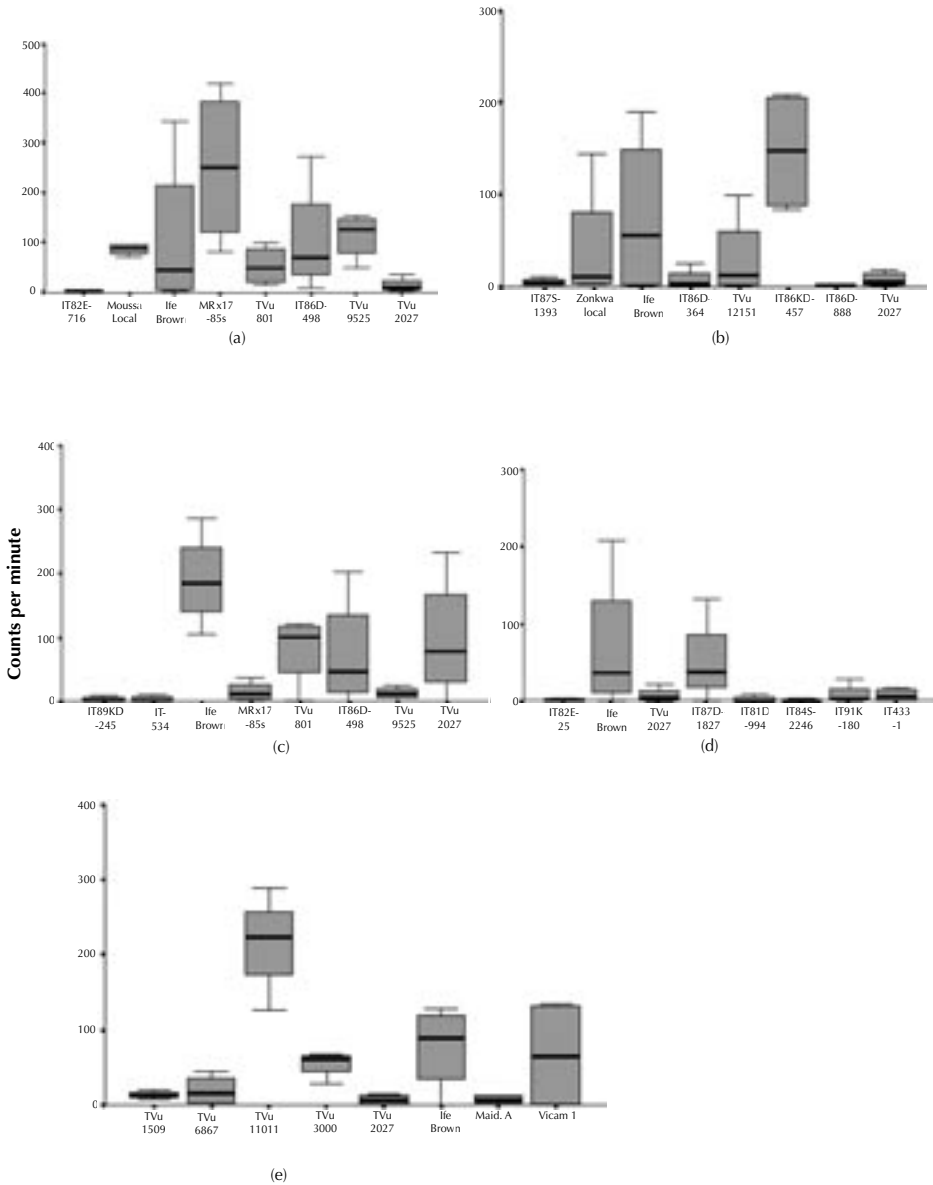 500
400
300
200
100
0
IT82E-
716
Moussa
Local
Ife
Brown
MRx17
-85s
TVu
801
IT86D-
498
TVu
9525
TVu
2027
(a)
300
200
100
0
IT87S-
1393
Zonkwa
local
Ife
Brown
IT86D-
364
TVu
12151
IT86KD-
457
IT86D-
888
TVu
2027
(b)
Counts per minute
400
300
200
100
0
IT89KD
-245
IT-
534
Ife
Brown
MRx17
-85s
TVu
801
IT86D-
498
TVu
9525
TVu
2027
(c)
300
200
100
0
IT82E-
25
Ife
Brown
TVu
2027
IT87D-
1827
IT81D
-994
IT84S-
2246
IT91K
-180
IT433
-1
(d)
400
300
200
100
0
TVu
1509
TVu
6867
TVu
11011
TVu
3000
TVu
2027
Ife
Brown
Maid. A
Vicam 1
(e)